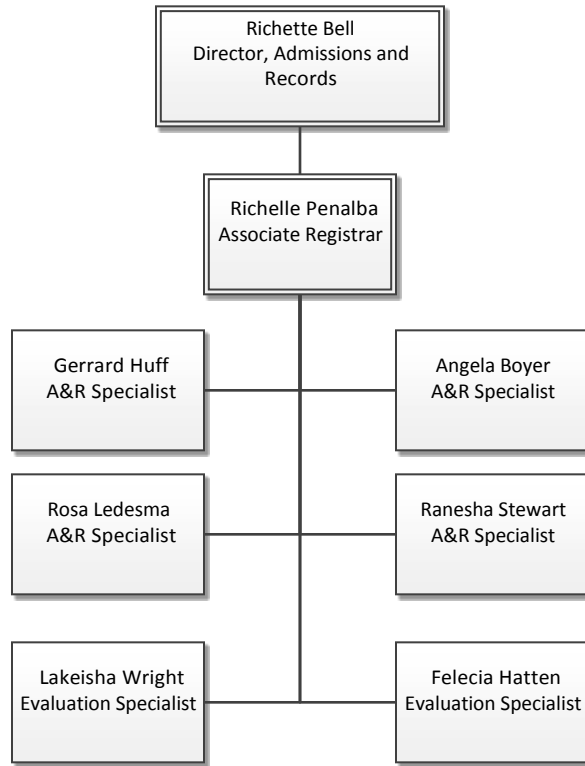 Richette Bell
Director, Admissions and
Records
Richelle Penalba
Associate Registrar
Gerrard Huff
A&R Specialist
Angela Boyer
A&R Specialist
Rosa Ledesma
A&R Specialist
Ranesha Stewart
A&R Specialist
Lakeisha Wright
Evaluation Specialist
Felecia Hatten
Evaluation Specialist